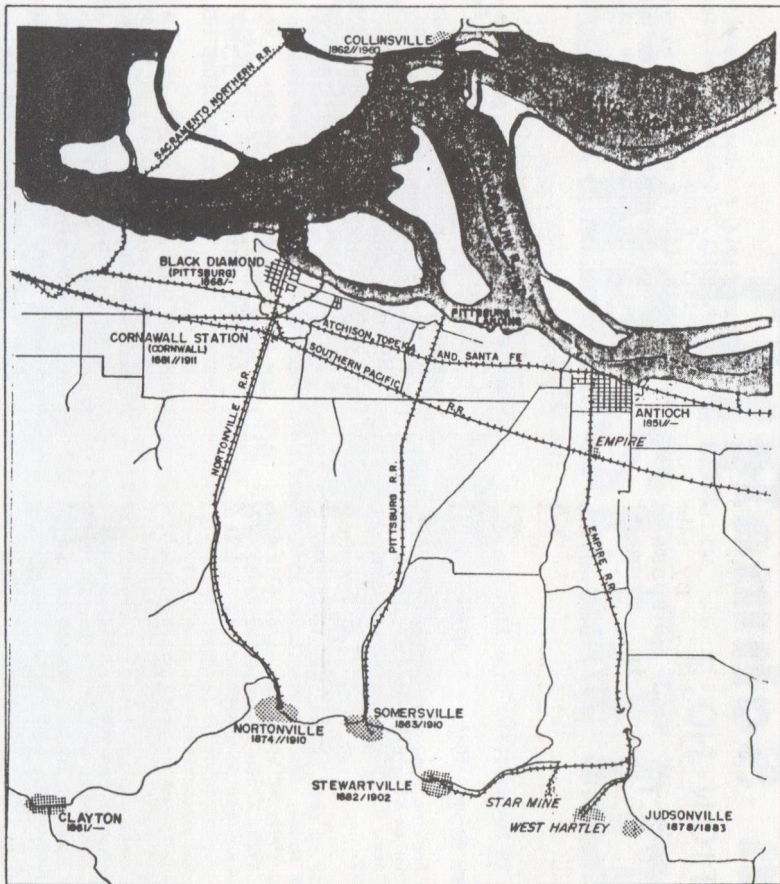 COLLINSVILLE
1862//1960
SACRAMENTO NORTHERN R.R.
BLACK DIAMOND
(PITTSBURG)
1868/-
PITTSBURG
LANDING
CORNAWALL STATION
(CORNWALL)
1881/1911
ATCHISON, TOPEKA AND, SANTA FE
SOUTHERN PACIFIC R.R.
ANTIOCH
1851//—
EMPIRE
NORTONVILLE R.R.
PITTSBURG R.R.
EMPIRE R.R.
NORTONVILLE
1874//1910
SOMERSVILLE
1863/1910
STEWARTVILLE
1882/1902
STAR MINE
WEST HARTLEY
JUDSONVILLE
1878/1883
CLAYTON
1861/—